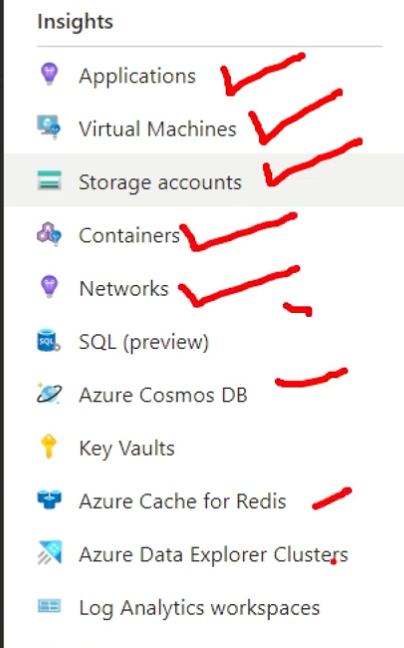 Insights
Applications
Virtual Machines
Storage accounts
Containers
Networks
SQL
SQL (preview)
Azure Cosmos DB
Key Vaults
Azure Cache for Redis
Azure Data Explorer Clusters
Log Analytics workspaces